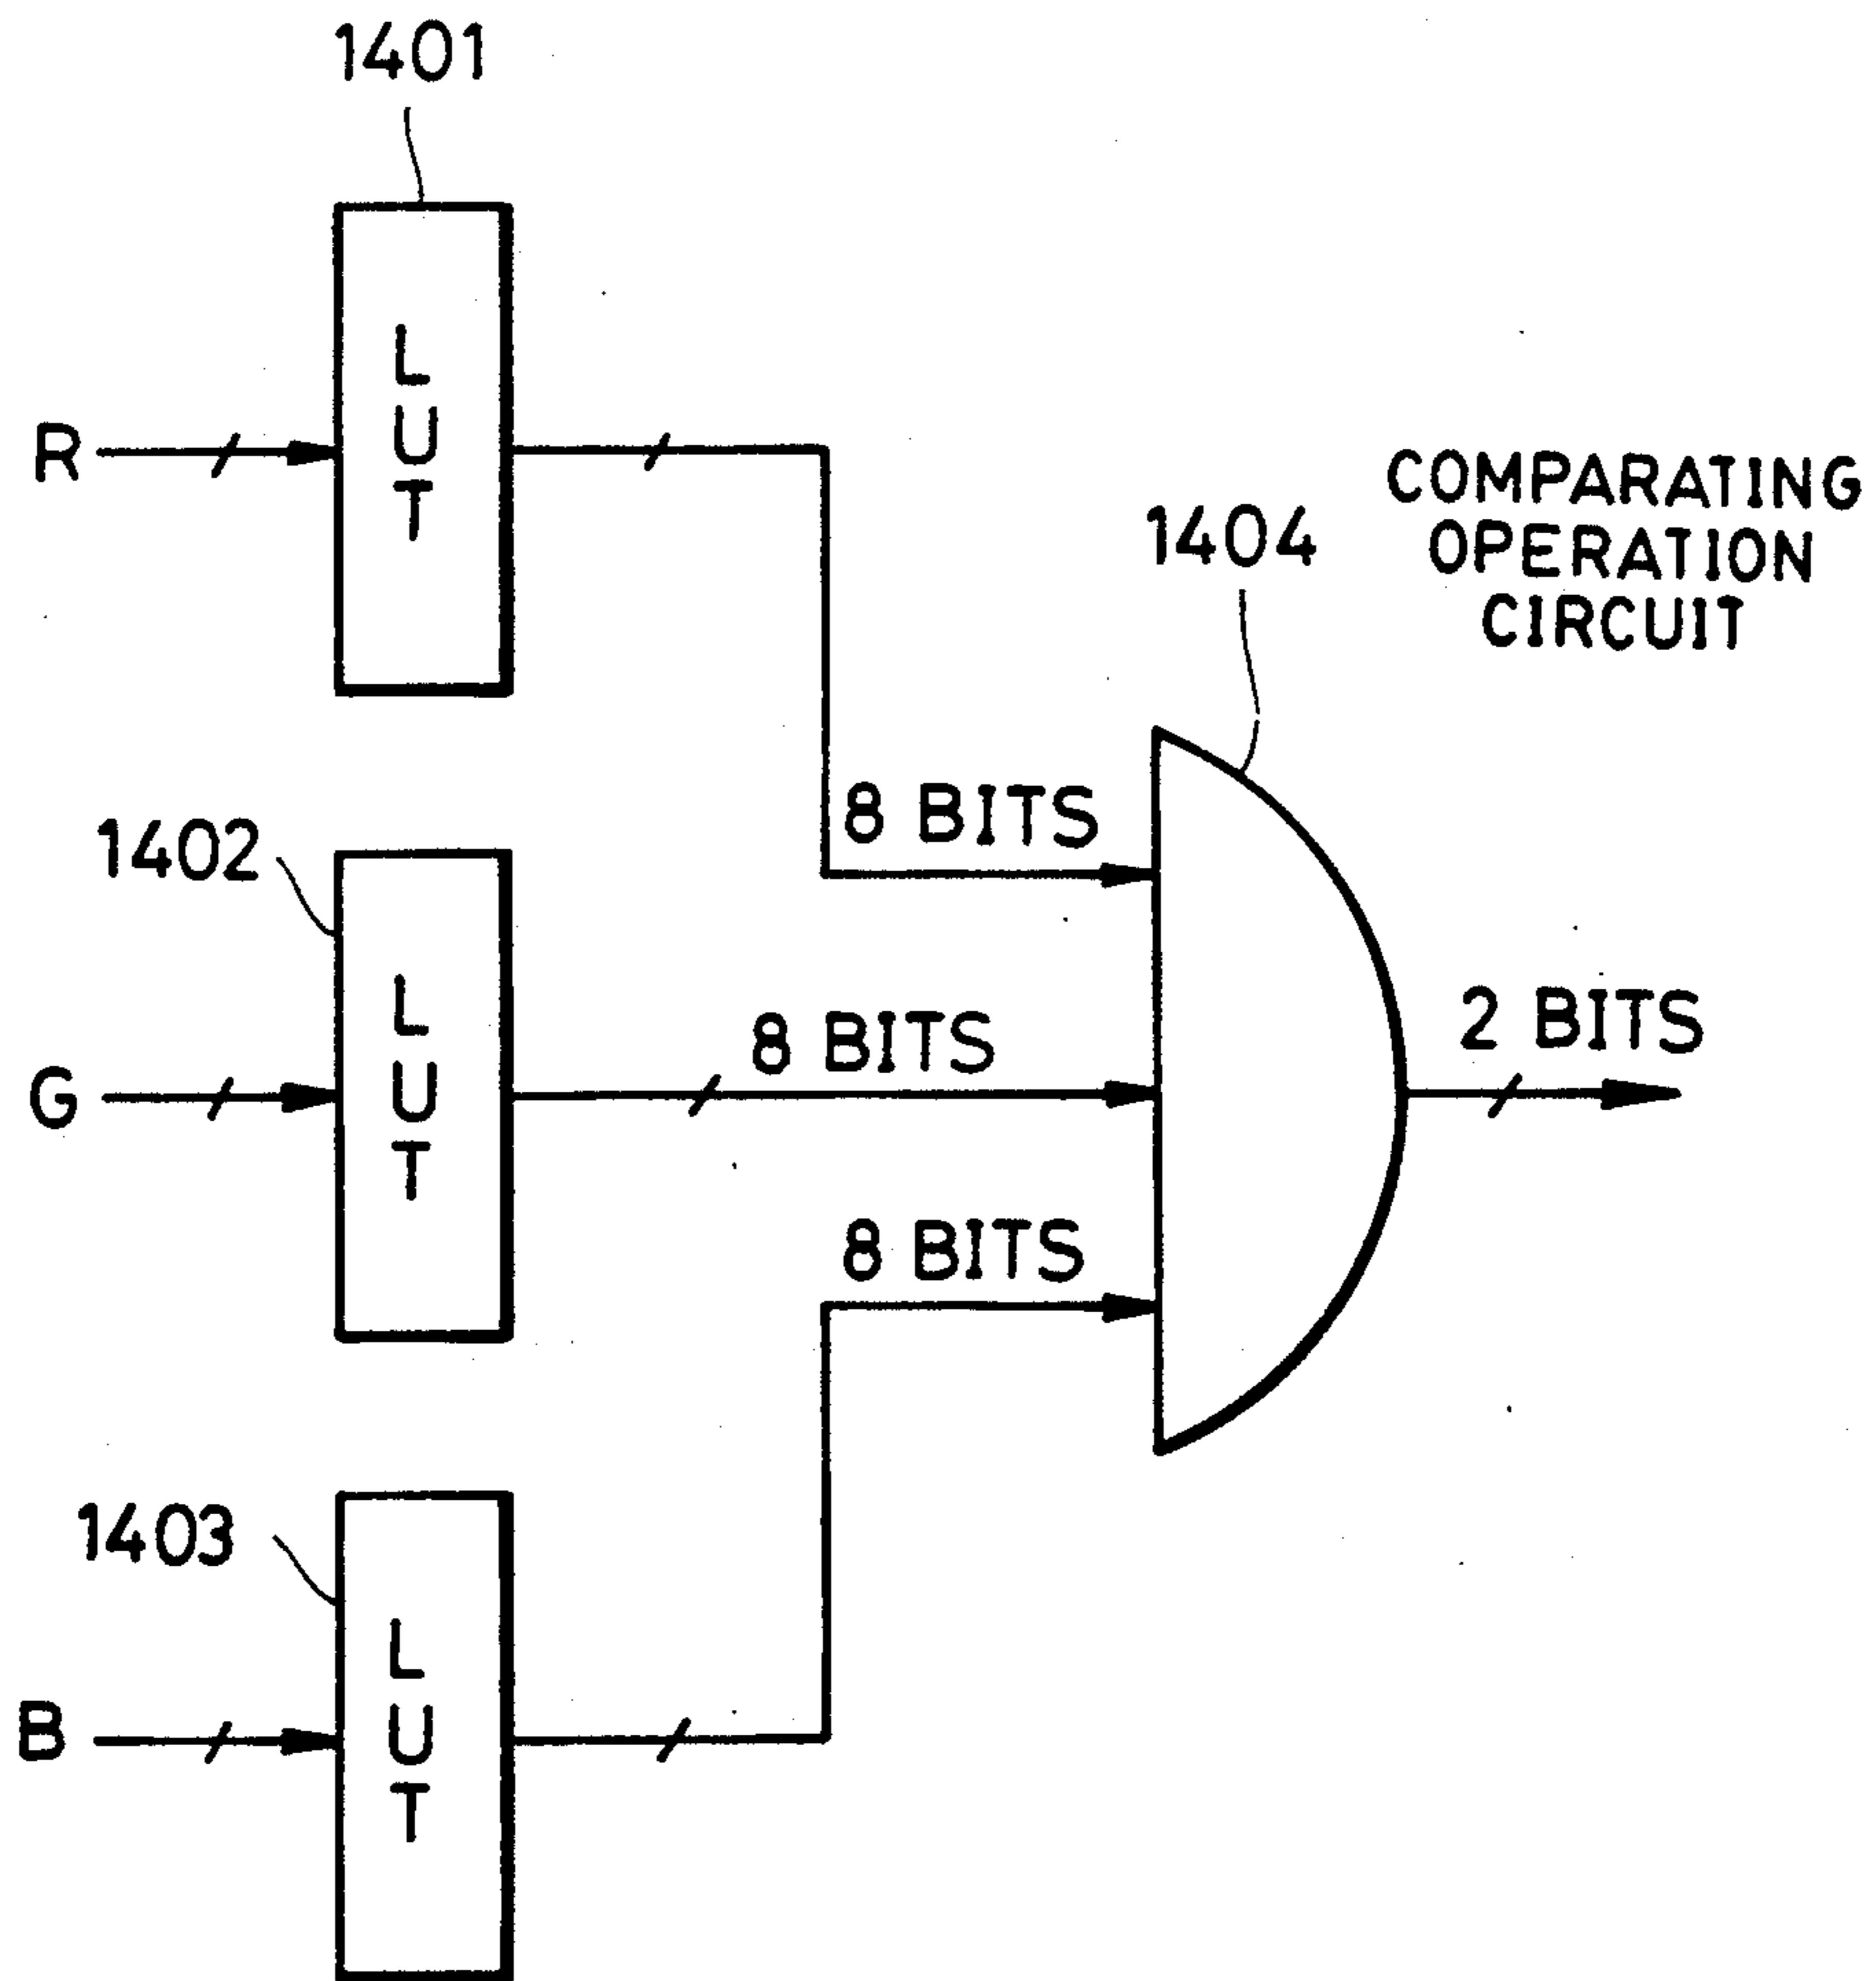 1401
L
U
T
R
COMPARATING
OPERATION
CIRCUIT
1404
8 BITS
1402
L
U
T
G
8 BITS
2 BITS
8 BITS
1403
L
U
T
B